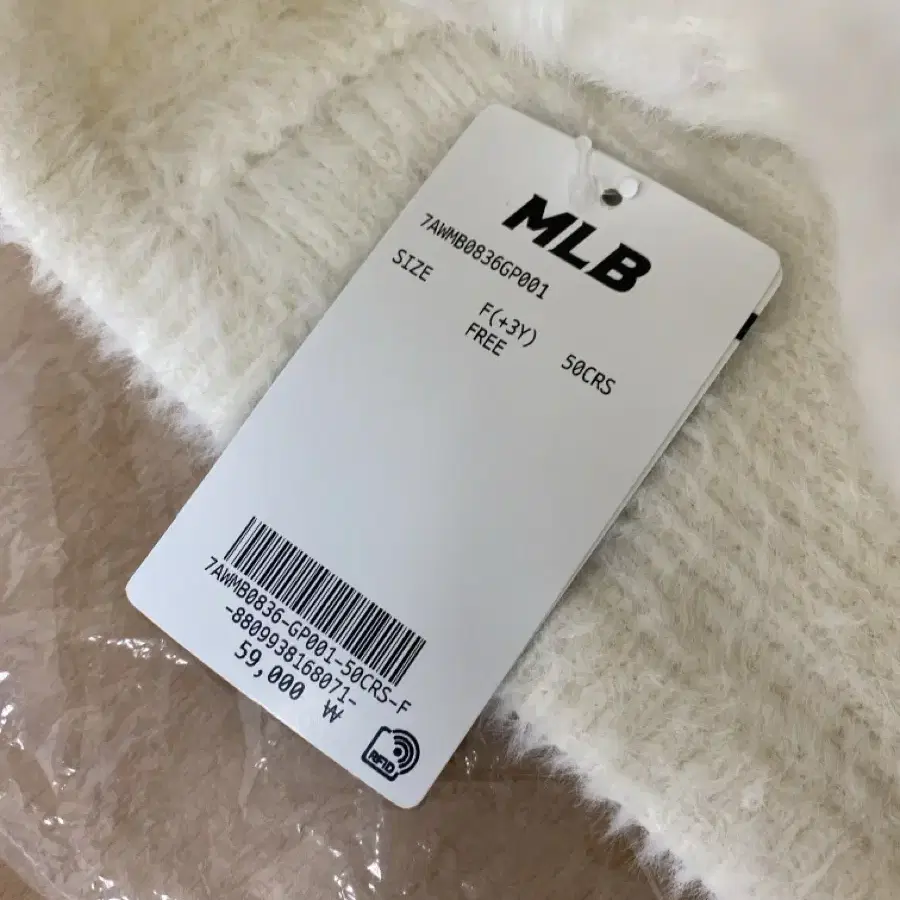 MLB
7AWMB0836GP001
SIZE
F(+3Y)
FREE
50CRS
7AWMB0836-GP001-50CRS-F
-8809938168071-
59,000 ₩
RFID